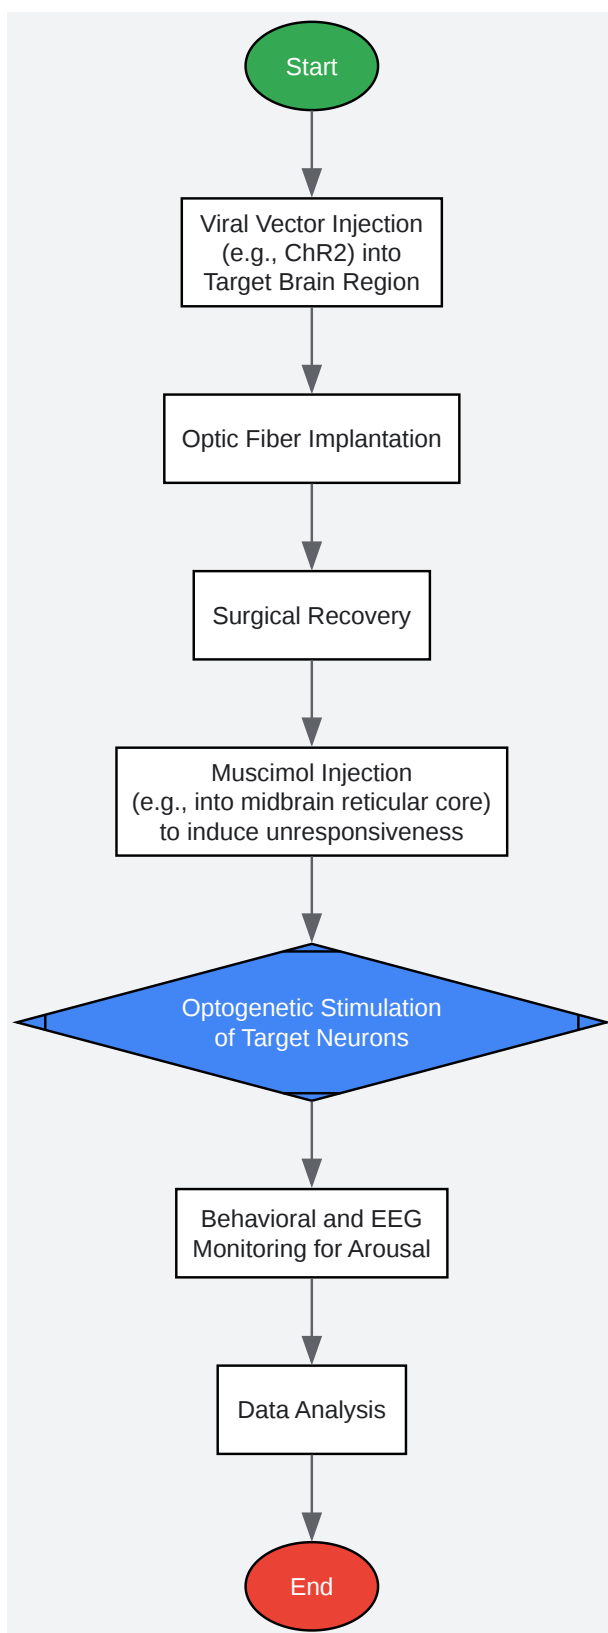 Start
Viral Vector Injection
(e.g., ChR2) into
Target Brain Region
Optic Fiber Implantation
Surgical Recovery
Muscimol Injection
(e.g., into midbrain reticular core)
to induce unresponsiveness
Optogenetic Stimulation
of Target Neurons
Behavioral and EEG
Monitoring for Arousal
Data Analysis
End